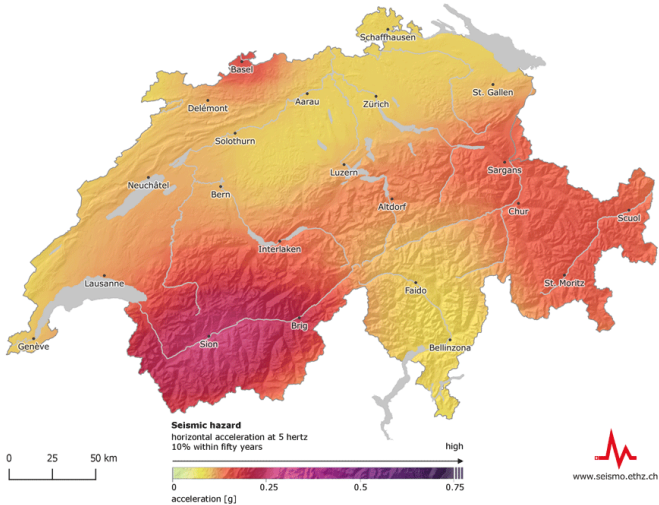 Schaffhausen
Basel
St. Gallen
Delémont
Aarau
Zürich
Solothurn
Luzern
Sargans
Neuchâtel
Bern
Altdorf
Chur
Scuol
Interlaken
Lausanne
Faido
St. Moritz
Brig
Sion
Genève
Bellinzona
Seismic hazard
horizontal acceleration at 5 hertz
10% within fifty years
high
0 25 50 km
0 0.25 0.5 0.75
acceleration [g]
www.seismo.ethz.ch